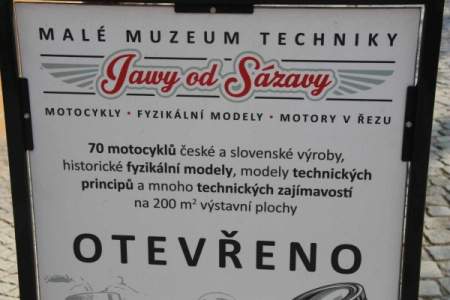 MALÉ MUZEUM TECHNIKY
Jawy od Sázavy
MOTOCYKLY • FYZIKÁLNÍ MODELY • MOTORY V ŘEZU
70 motocyklů české a slovenské výroby,
historické fyzikální modely, modely technických
principů a mnoho technických zajímavostí
na 200 m² výstavní plochy
OTEVŘENO